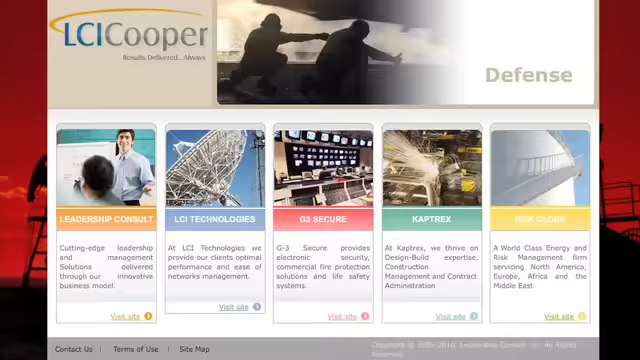 LCICooper
Results Delivered...Always
Defense
LEADERSHIP CONSULT
LCI TECHNOLOGIES
G3 SECURE
KAPTREX
RISK GLOBE
Cutting-edge leadership
and management
Solutions delivered
through our innovative
business model.
Visit site
At LCI Technologies we
provide our clients optimal
performance and ease of
networks management.
Visit site
G-3 Secure provides
electronic security,
commercial fire protection
solutions and life safety
systems.
Visit site
At Kaptrex, we thrive on
Design-Build expertise,
Construction
Management and Contract
Administration
Visit site
A World Class Energy and
Risk Management firm
servicing North America,
Europe, Africa and the
Middle East
Visit site
Contact Us | Terms of Use | Site Map
Copyright © 2005-2010, Leadership Consult Inc. All Rights
Reserved